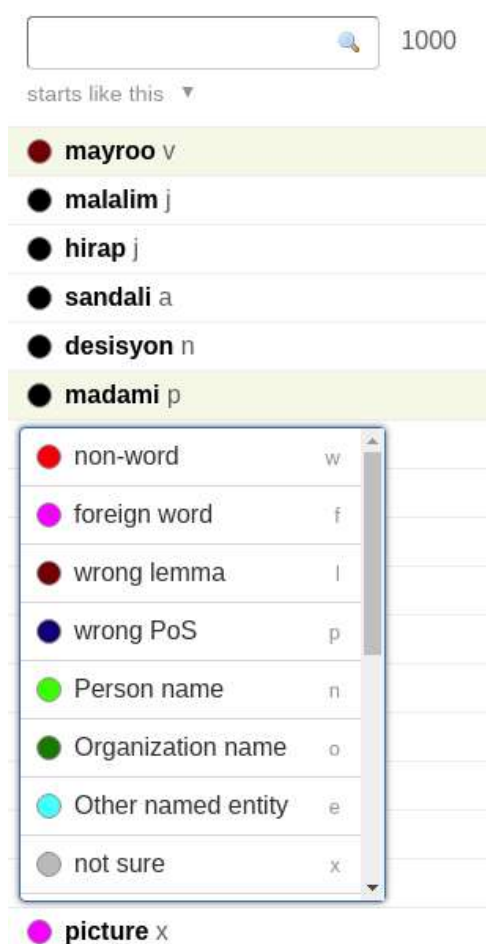 1000
starts like this ▼
mayroo v
malalim j
hirap j
sandali a
desisyon n
madami p
non-word w
foreign word f
wrong lemma l
wrong PoS p
Person name n
Organization name o
Other named entity e
not sure x
picture x